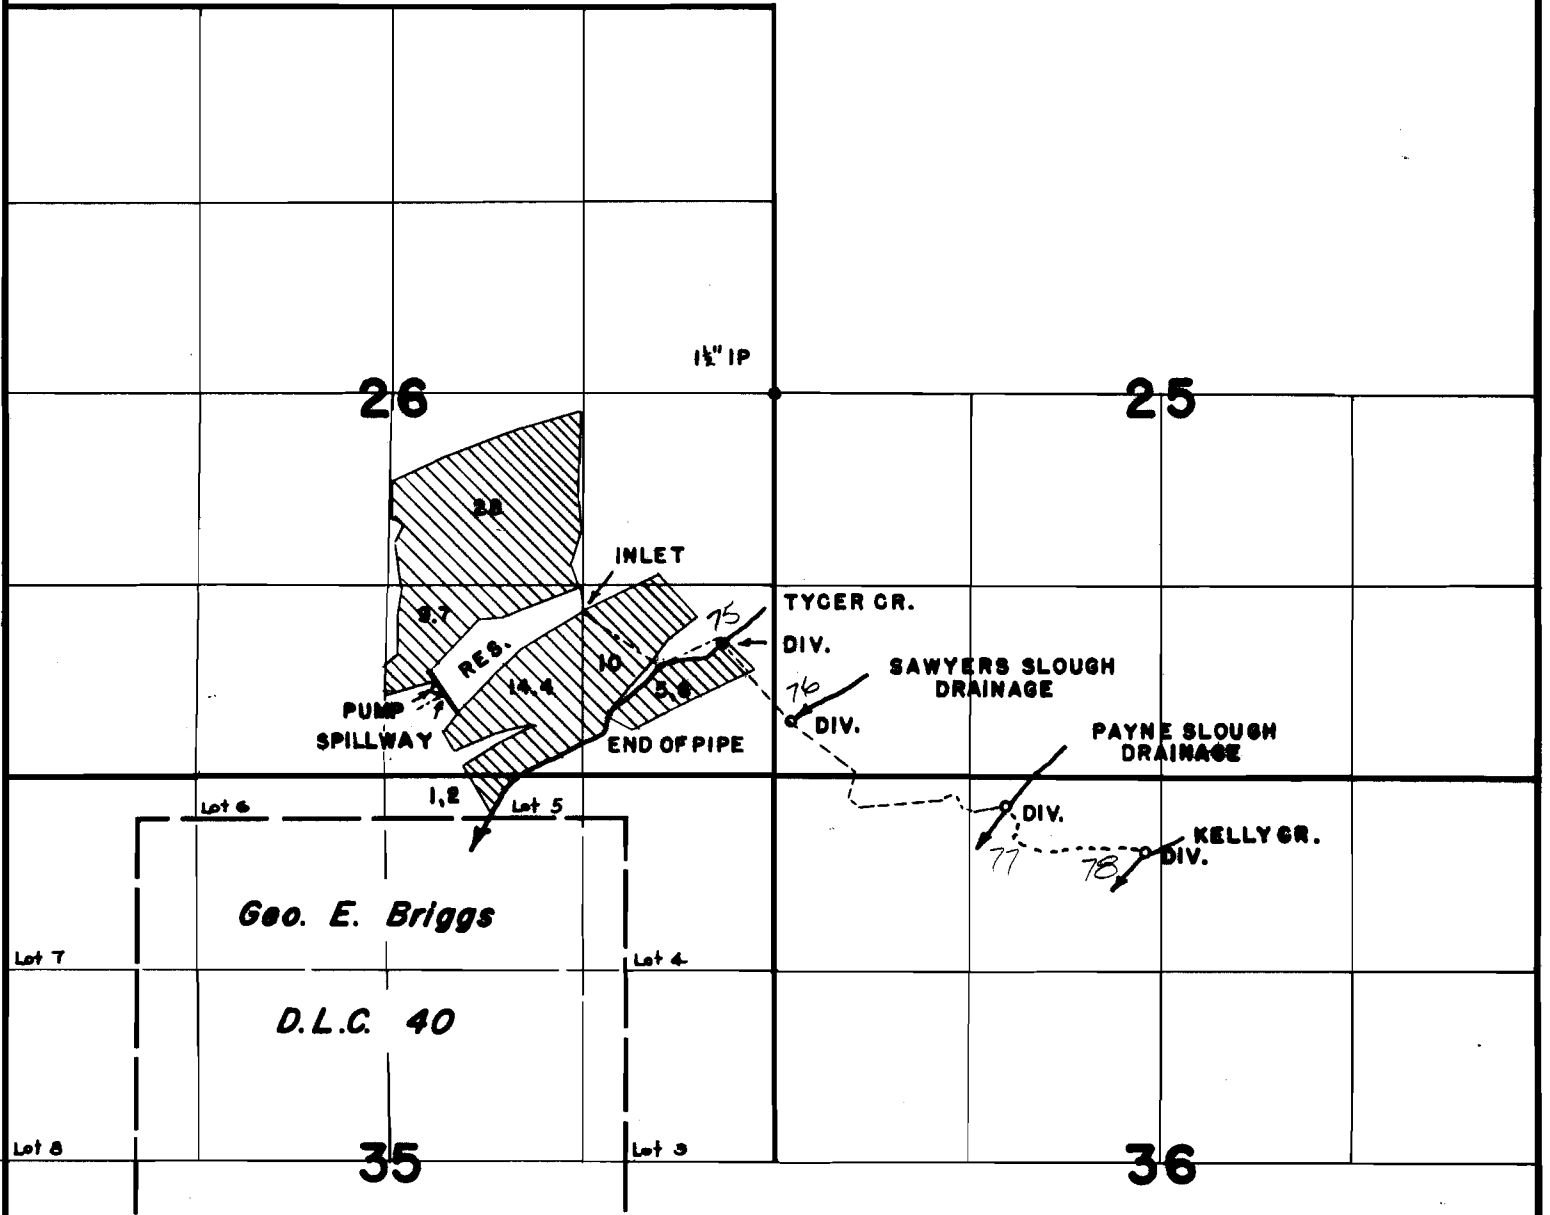 1½" IP
26
25
28
INLET
9.7
TYGER CR.
75
DIV.
RES.
10
SAWYERS SLOUGH
DRAINAGE
14.4
5.8
76
DIV.
PUMP
SPILLWAY
END OF PIPE
PAYNE SLOUGH
DRAINAGE
1,2
Lot 6
Lot 5
DIV.
KELLY CR.
DIV.
77
78
Geo. E. Briggs
Lot 7
Lot 4
D.L.C. 40
Lot 8
35
Lot 3
36